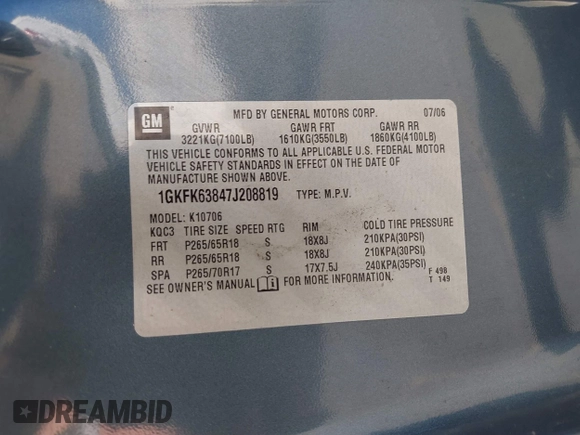 GM
MFD BY GENERAL MOTORS CORP. 07/06
GVWR GAWR FRT GAWR RR
3221KG(7100LB) 1610KG(3550LB) 1860KG(4100LB)
THIS VEHICLE CONFORMS TO ALL APPLICABLE U.S. FEDERAL MOTOR
VEHICLE SAFETY STANDARDS IN EFFECT ON THE DATE OF
MANUFACTURE SHOWN ABOVE.
1GKFK63847J208819 TYPE: M.P.V.
MODEL: K10706
KQC3 TIRE SIZE SPEED RTG RIM COLD TIRE PRESSURE
FRT P265/65R18 S 18X8J 210KPA(30PSI)
RR P265/65R18 S 18X8J 210KPA(30PSI)
SPA P265/70R17 S 17X7.5J 240KPA(35PSI)
SEE OWNER'S MANUAL FOR MORE INFORMATION. F 498
T 149
DREAMBID